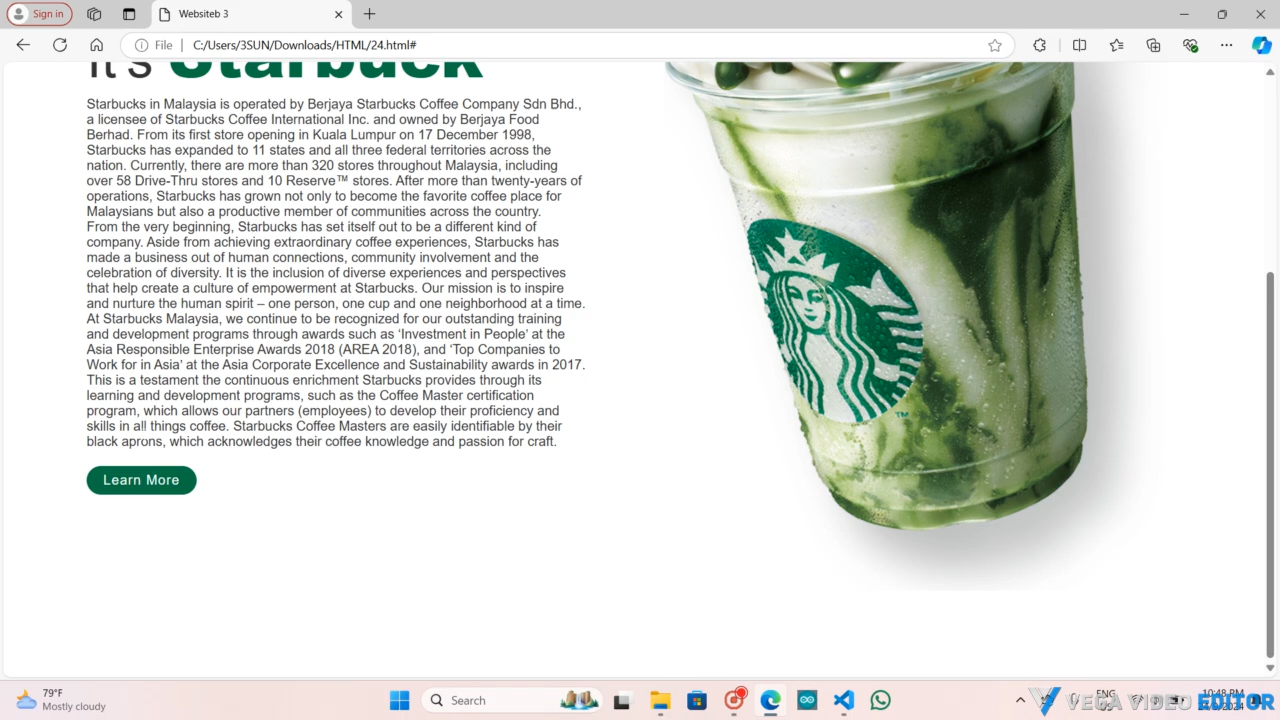 Sign in
Websiteb 3
File
C:/Users/3SUN/Downloads/HTML/24.html#
It's Starbuck
Starbucks in Malaysia is operated by Berjaya Starbucks Coffee Company Sdn Bhd.,
a licensee of Starbucks Coffee International Inc. and owned by Berjaya Food
Berhad. From its first store opening in Kuala Lumpur on 17 December 1998,
Starbucks has expanded to 11 states and all three federal territories across the
nation. Currently, there are more than 320 stores throughout Malaysia, including
over 58 Drive-Thru stores and 10 Reserve™ stores. After more than twenty-years of
operations, Starbucks has grown not only to become the favorite coffee place for
Malaysians but also a productive member of communities across the country.
From the very beginning, Starbucks has set itself out to be a different kind of
company. Aside from achieving extraordinary coffee experiences, Starbucks has
made a business out of human connections, community involvement and the
celebration of diversity. It is the inclusion of diverse experiences and perspectives
that help create a culture of empowerment at Starbucks. Our mission is to inspire
and nurture the human spirit – one person, one cup and one neighborhood at a time.
At Starbucks Malaysia, we continue to be recognized for our outstanding training
and development programs through awards such as ‘Investment in People’ at the
Asia Responsible Enterprise Awards 2018 (AREA 2018), and ‘Top Companies to
Work for in Asia’ at the Asia Corporate Excellence and Sustainability awards in 2017.
This is a testament the continuous enrichment Starbucks provides through its
learning and development programs, such as the Coffee Master certification
program, which allows our partners (employees) to develop their proficiency and
skills in all things coffee. Starbucks Coffee Masters are easily identifiable by their
black aprons, which acknowledges their coffee knowledge and passion for craft.
Learn More
TM
79°F
Mostly cloudy
Search
ENG
10:48 PM
VEGA VIDEO EDITOR